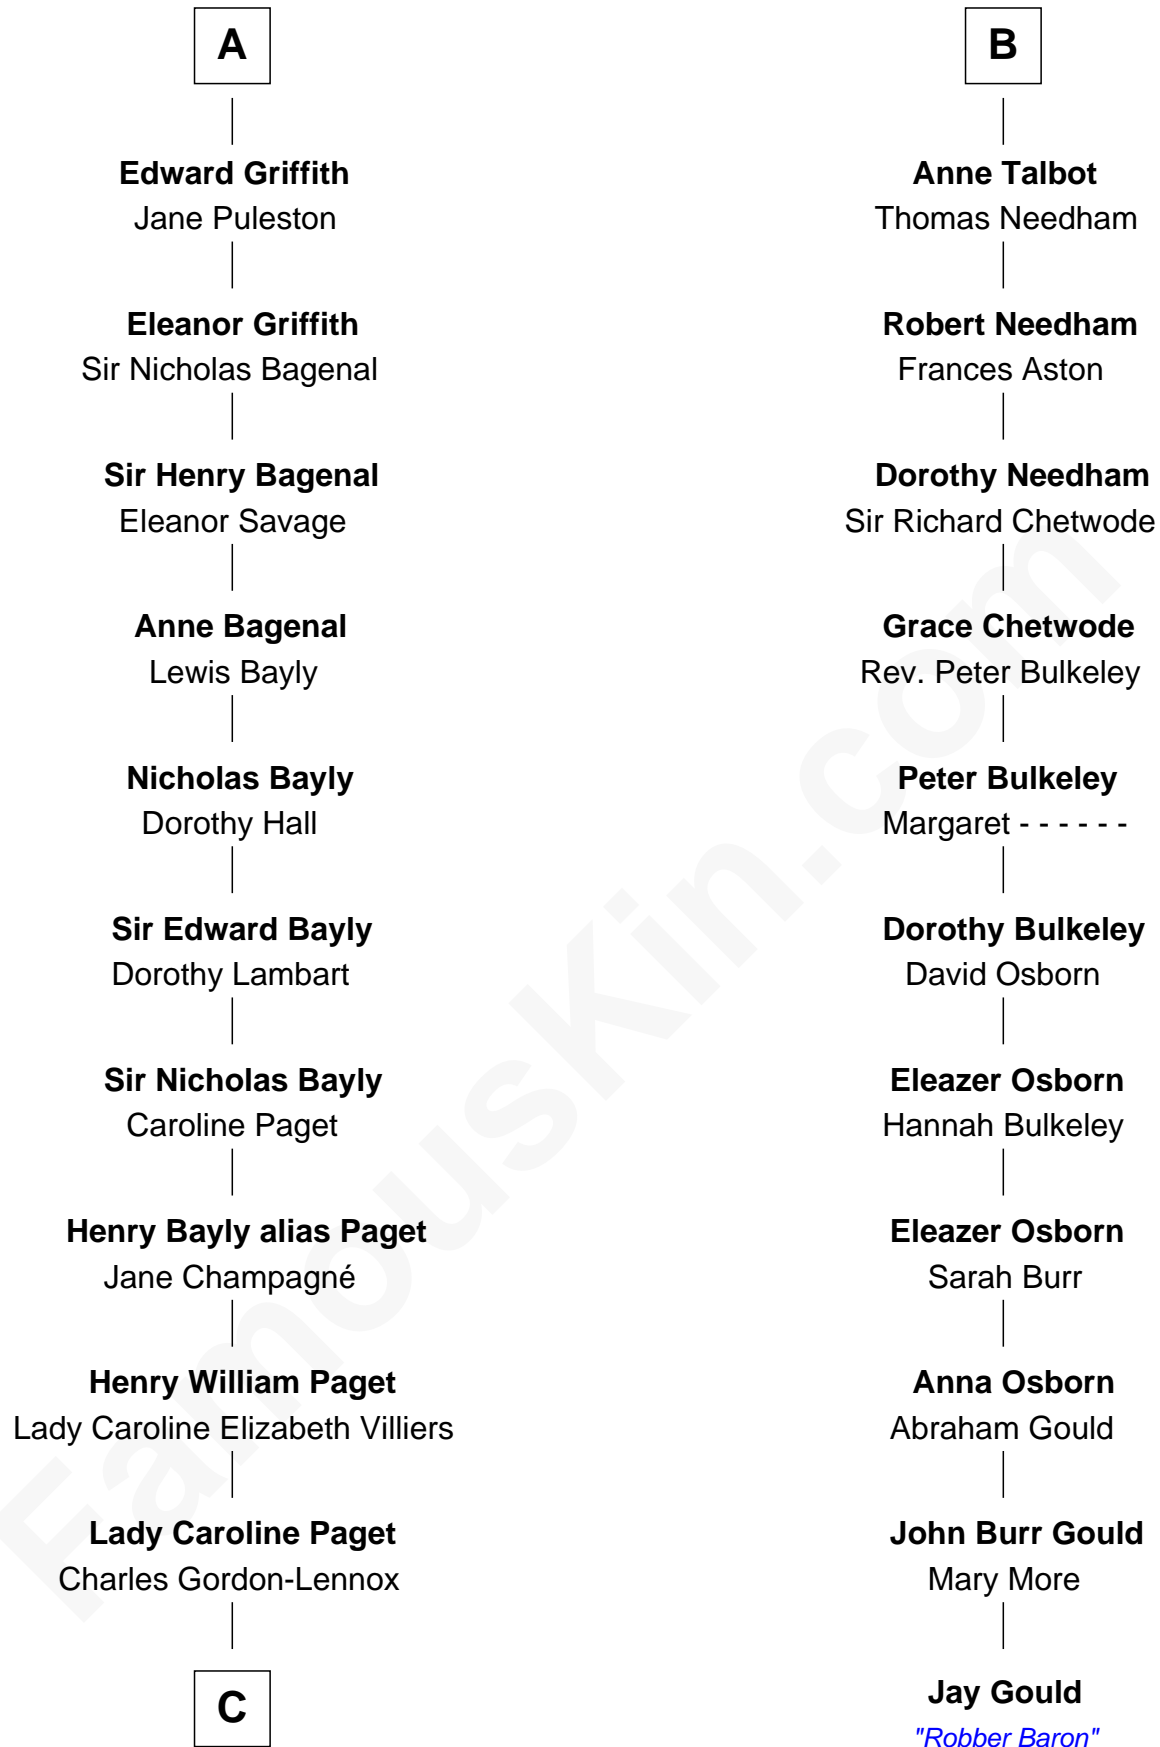 A
Edward Griffith
Jane Puleston
Eleanor Griffith
Sir Nicholas Bagenal
Sir Henry Bagenal
Eleanor Savage
Anne Bagenal
Lewis Bayly
Nicholas Bayly
Dorothy Hall
Sir Edward Bayly
Dorothy Lambart
Sir Nicholas Bayly
Caroline Paget
Henry Bayly alias Paget
Jane Champagné
Henry William Paget
Lady Caroline Elizabeth Villiers
Lady Caroline Paget
Charles Gordon-Lennox
C
B
Anne Talbot
Thomas Needham
Robert Needham
Frances Aston
Dorothy Needham
Sir Richard Chetwode
Grace Chetwode
Rev. Peter Bulkeley
Peter Bulkeley
Margaret - - - - - -
Dorothy Bulkeley
David Osborn
Eleazer Osborn
Hannah Bulkeley
Eleazer Osborn
Sarah Burr
Anna Osborn
Abraham Gould
John Burr Gould
Mary More
Jay Gould
"Robber Baron"
FamousKin.com